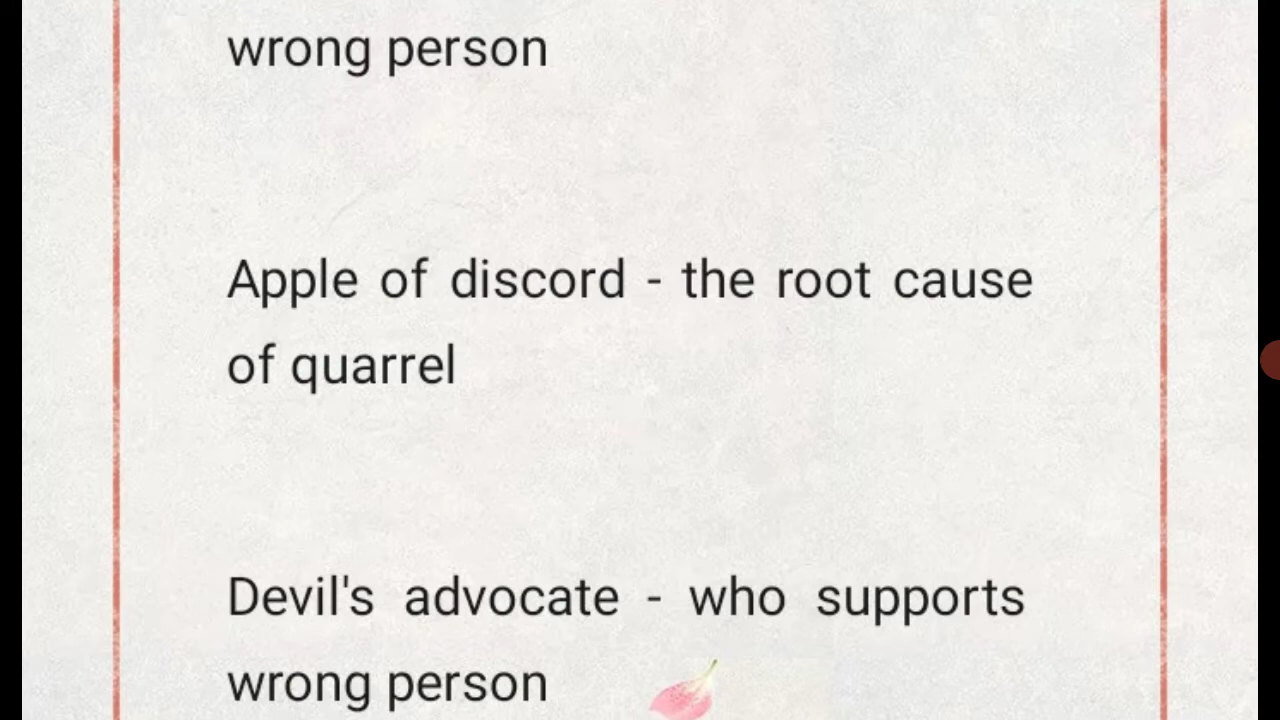 wrong person
Apple of discord - the root cause
of quarrel
Devil's advocate - who supports
wrong person